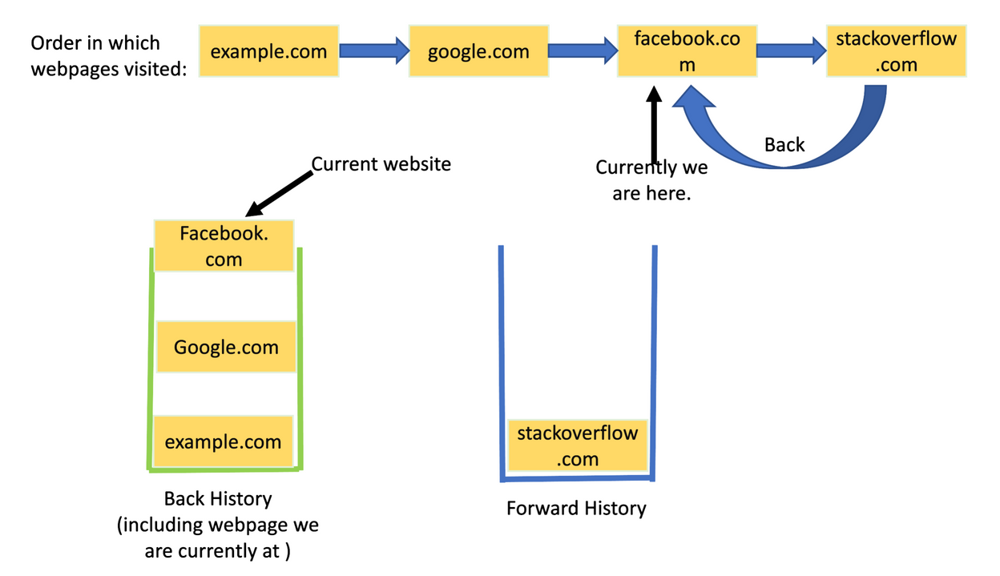 Order in which
webpages visited:
example.com
google.com
facebook.co
m
stackoverflow
.com
Back
Currently we
are here.
Current website
Facebook.
com
Google.com
example.com
stackoverflow
.com
Back History
(including webpage we
are currently at )
Forward History